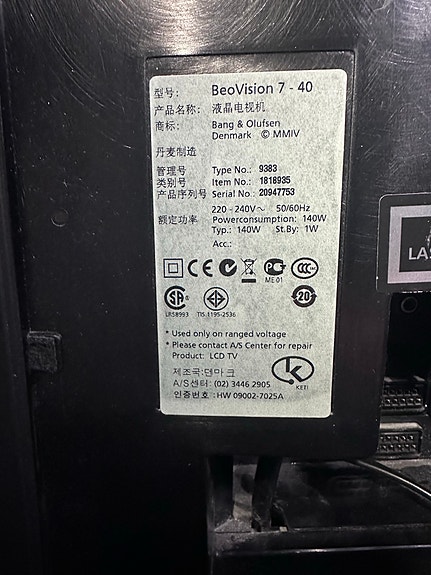 型号: BeoVision 7 - 40
产品名称: 液晶电视机
商标: Bang & Olufsen
Denmark © MMIV
丹麦制造
管理号 Type No.: 9383
类别号 Item No.: 1818935
产品序列号 Serial No. 20947753
220 - 240V~ 50/60Hz
额定功率 Powerconsumption: 140W
Typ.: 140W St.By: 1W
Acc.:
CE
ME 01
CCC
LR58993
TIS 1195-2536
20
* Used only on ranged voltage
* Please contact A/S Center for repair
Product: LCD TV
제조국:덴마크
A/S센터: (02) 3446 2905
인증번호: HW 09002-7025A
K
KETI
LAS